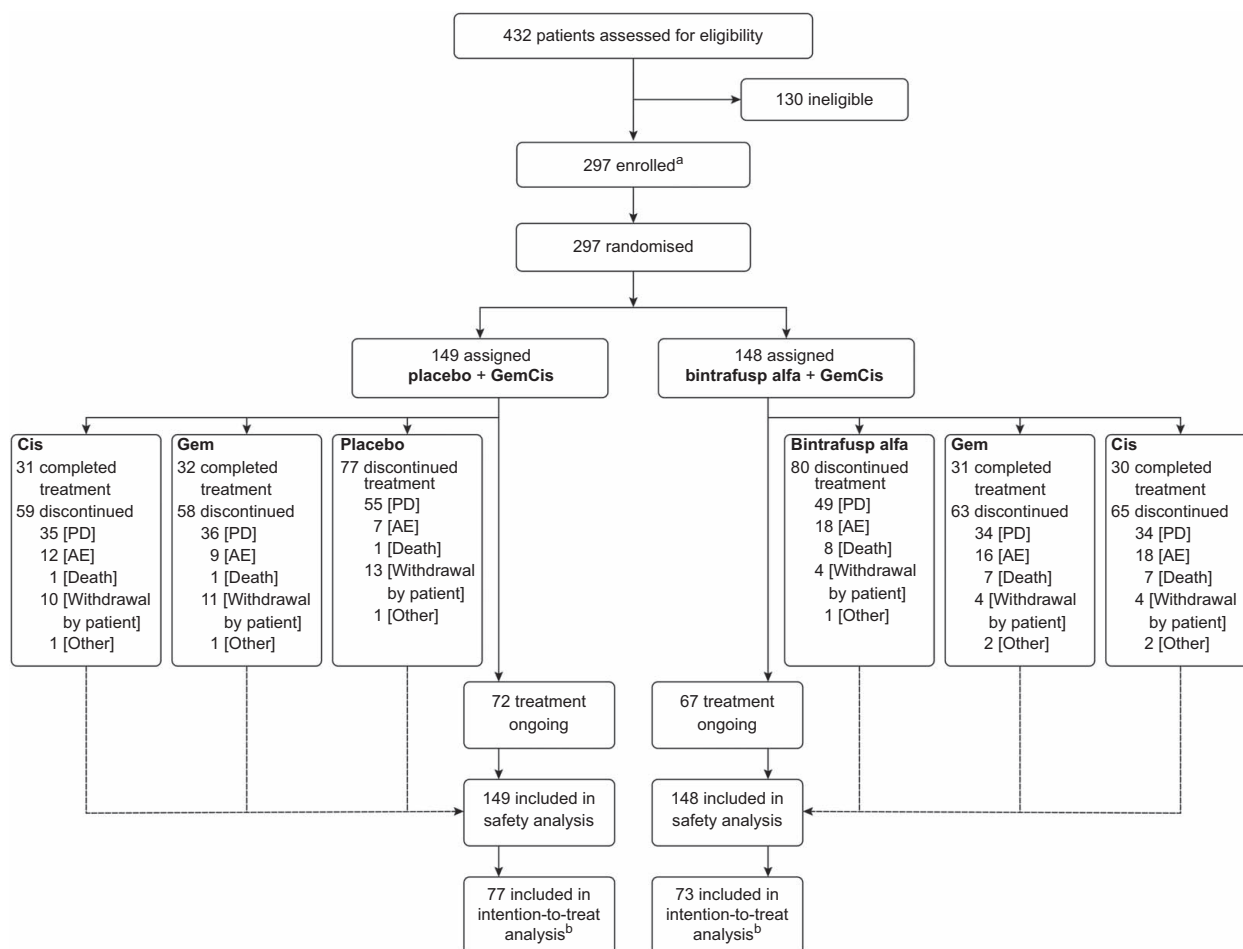 432 patients assessed for eligibility
130 ineligible
297 enrolledᵃ
297 randomised
149 assigned
placebo + GemCis
148 assigned
bintrafusp alfa + GemCis
Cis
31 completed
treatment
59 discontinued
35 [PD]
12 [AE]
1 [Death]
10 [Withdrawal
by patient]
1 [Other]
Gem
32 completed
treatment
58 discontinued
36 [PD]
9 [AE]
1 [Death]
11 [Withdrawal
by patient]
1 [Other]
Placebo
77 discontinued
treatment
55 [PD]
7 [AE]
1 [Death]
13 [Withdrawal
by patient]
1 [Other]
Bintrafusp alfa
80 discontinued
treatment
49 [PD]
18 [AE]
8 [Death]
4 [Withdrawal
by patient]
1 [Other]
Gem
31 completed
treatment
63 discontinued
34 [PD]
16 [AE]
7 [Death]
4 [Withdrawal
by patient]
2 [Other]
Cis
30 completed
treatment
65 discontinued
34 [PD]
18 [AE]
7 [Death]
4 [Withdrawal
by patient]
2 [Other]
72 treatment
ongoing
67 treatment
ongoing
149 included in
safety analysis
148 included in
safety analysis
77 included in
intention-to-treat
analysisᵇ
73 included in
intention-to-treat
analysisᵇ